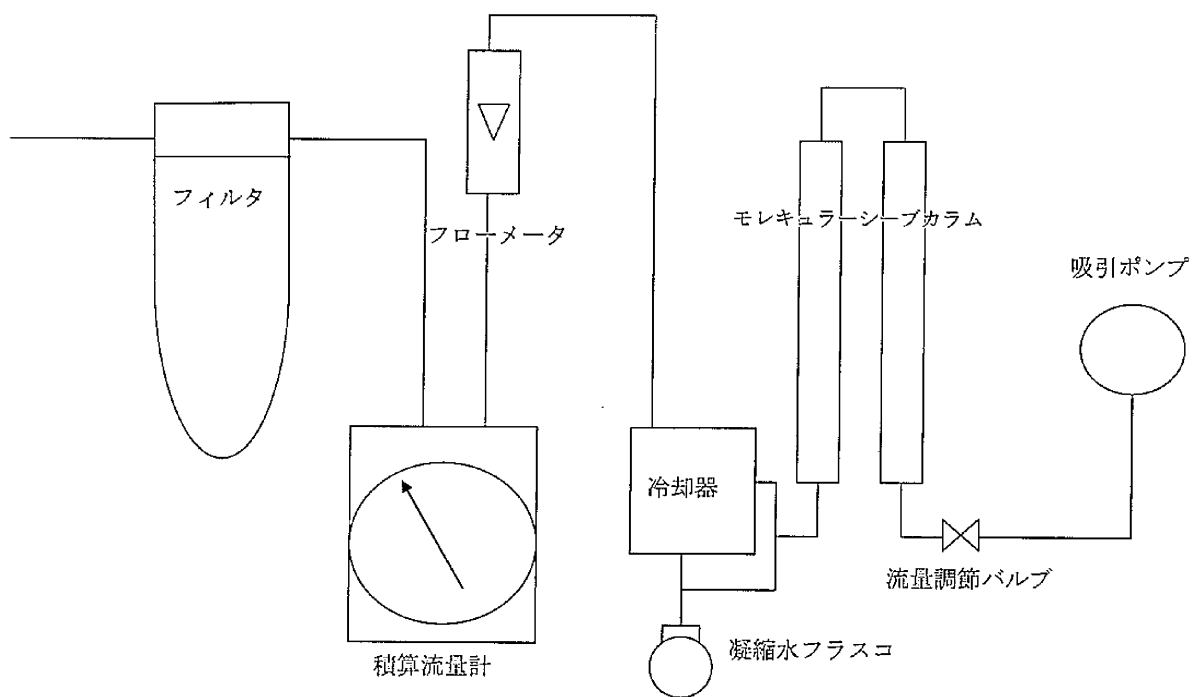 フィルタ
フローメータ
モレキュラーシーブカラム
吸引ポンプ
冷却器
流量調節バルブ
凝縮水フラスコ
積算流量計